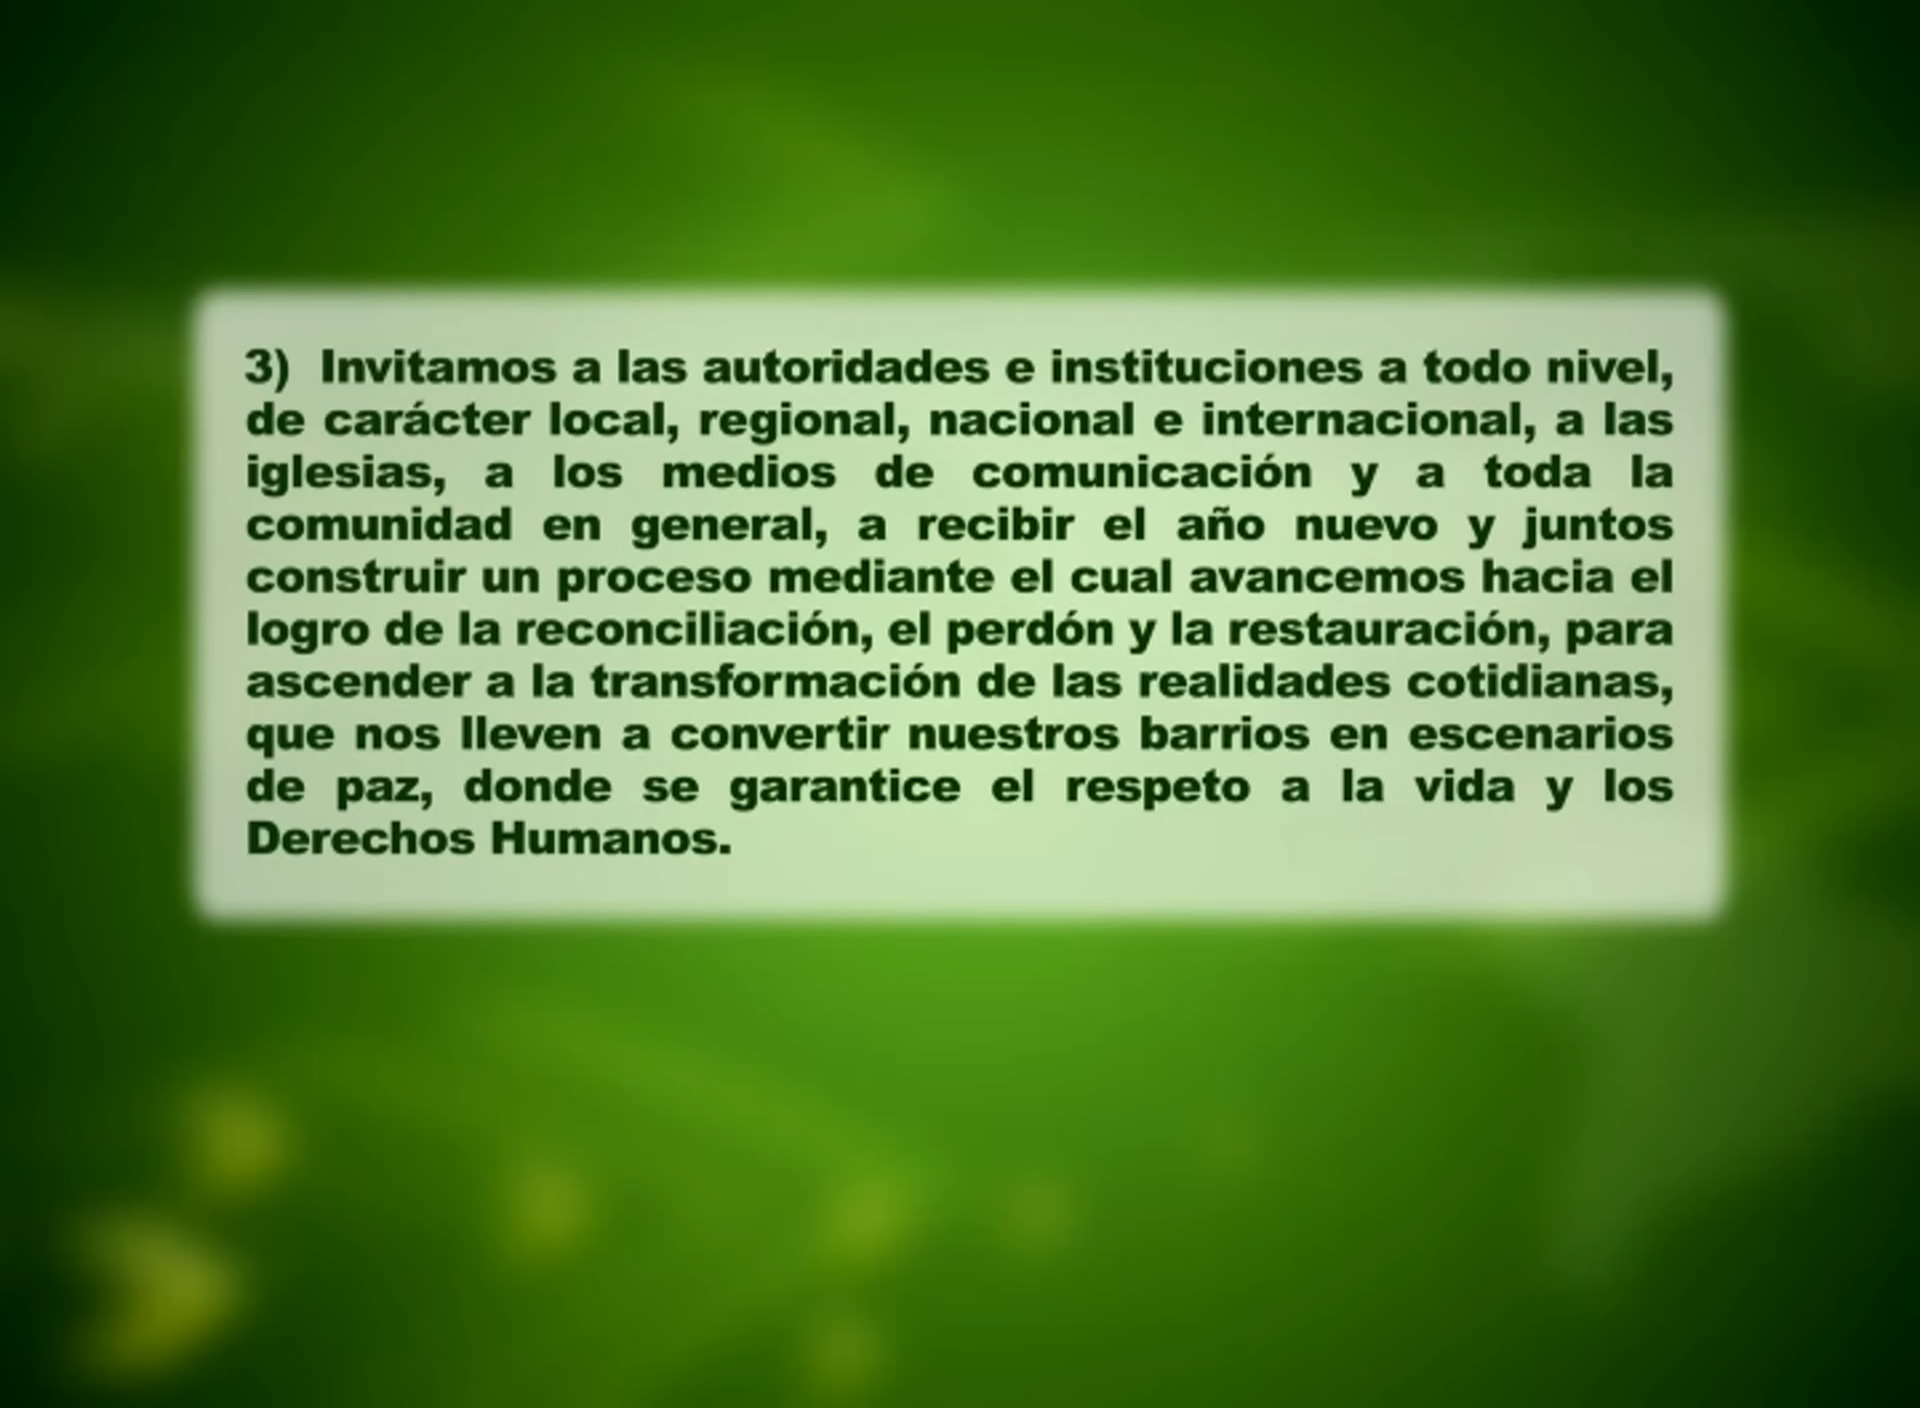 3) Invitamos a las autoridades e instituciones a todo nivel,
de carácter local, regional, nacional e internacional, a las
iglesias, a los medios de comunicación y a toda la
comunidad en general, a recibir el año nuevo y juntos
construir un proceso mediante el cual avancemos hacia el
logro de la reconciliación, el perdón y la restauración, para
ascender a la transformación de las realidades cotidianas,
que nos lleven a convertir nuestros barrios en escenarios
de paz, donde se garantice el respeto a la vida y los
Derechos Humanos.